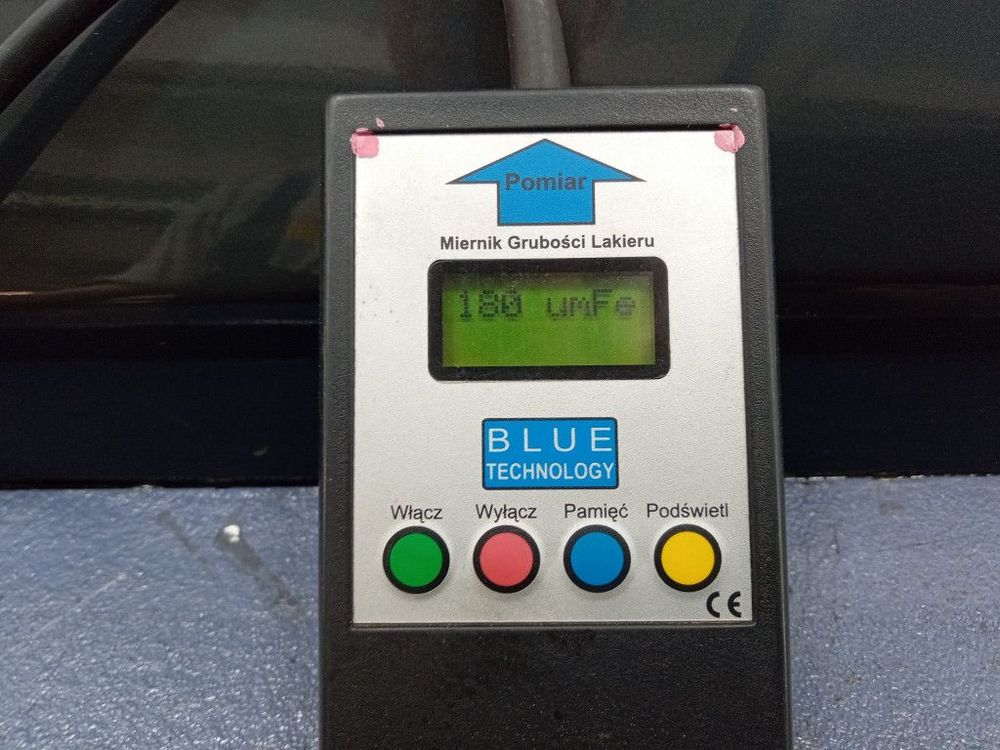 Pomiar
Miernik Grubości Lakieru
180 umFe
BLUE
TECHNOLOGY
Włącz Wyłącz Pamięć Podświetl
CE